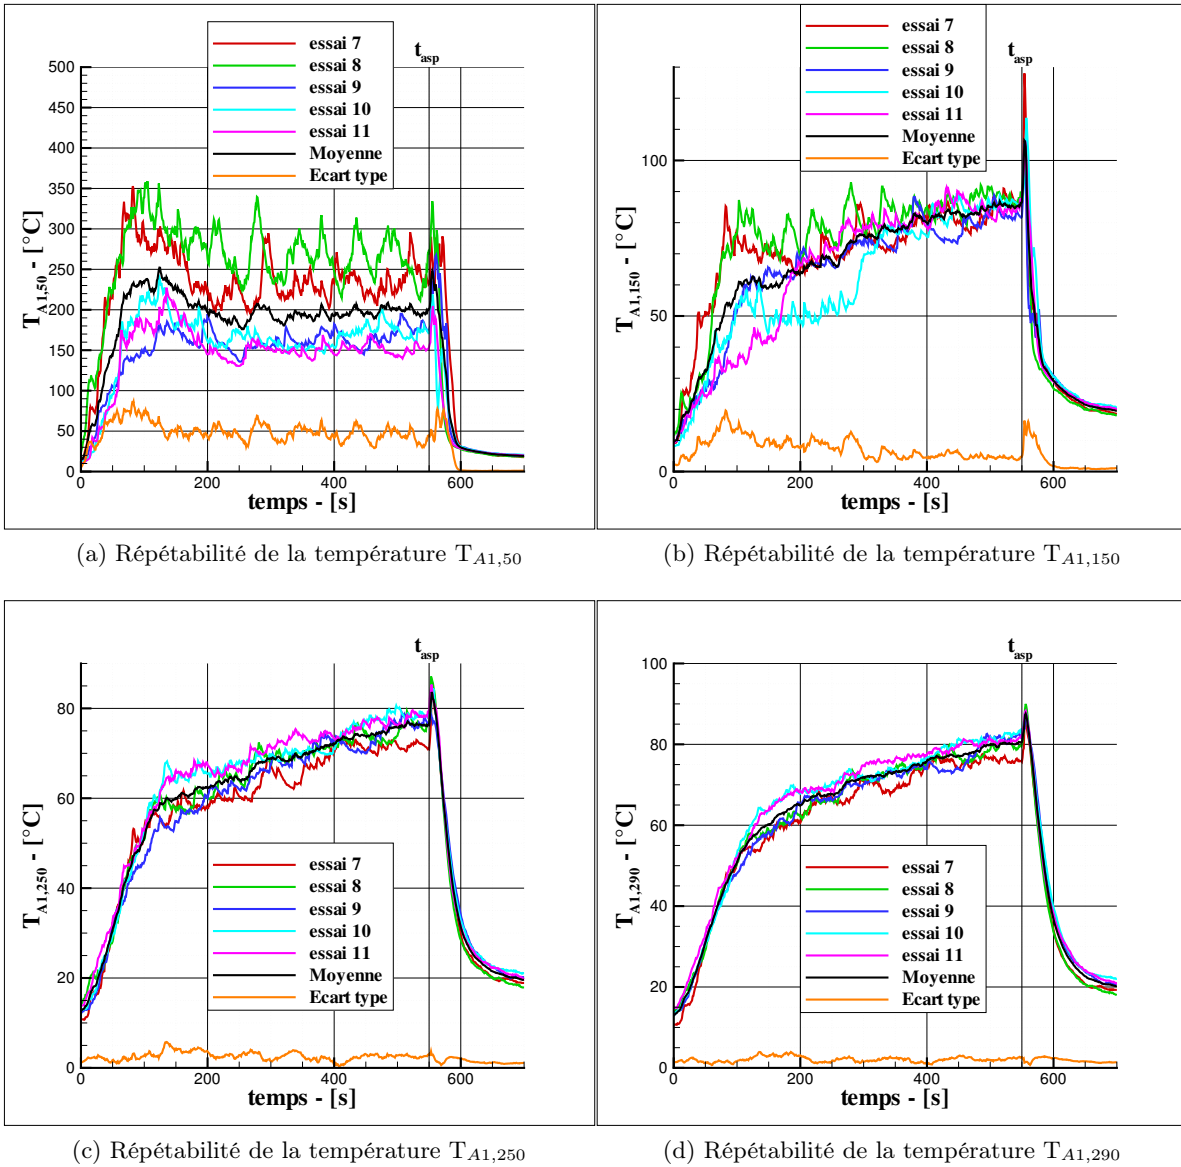 essai 7
essai 8
essai 9
essai 10
essai 11
Moyenne
Ecart type
t_asp
500
450
400
350
300
250
200
150
100
50
0
T_A1,50 - [°C]
0 200 400 600
temps - [s]
(a) Répétabilité de la température T_A1,50
essai 7
essai 8
essai 9
essai 10
essai 11
Moyenne
Ecart type
t_asp
100
50
0
T_A1,150 - [°C]
0 200 400 600
temps - [s]
(b) Répétabilité de la température T_A1,150
t_asp
80
60
40
20
0
T_A1,250 - [°C]
essai 7
essai 8
essai 9
essai 10
essai 11
Moyenne
Ecart type
0 200 400 600
temps - [s]
(c) Répétabilité de la température T_A1,250
t_asp
100
80
60
40
20
0
T_A1,290 - [°C]
essai 7
essai 8
essai 9
essai 10
essai 11
Moyenne
Ecart type
0 200 400 600
temps - [s]
(d) Répétabilité de la température T_A1,290